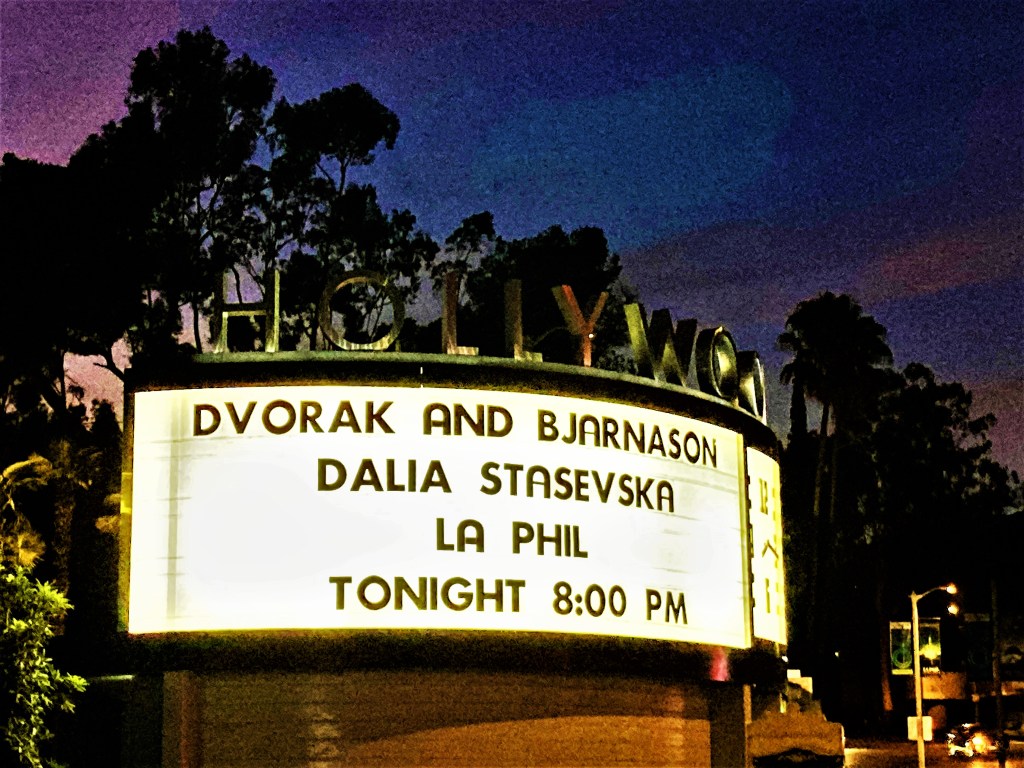 HOLLYWOO
DVORAK AND BJARNASON
DALIA STASEVSKA
LA PHIL
TONIGHT 8:00 PM